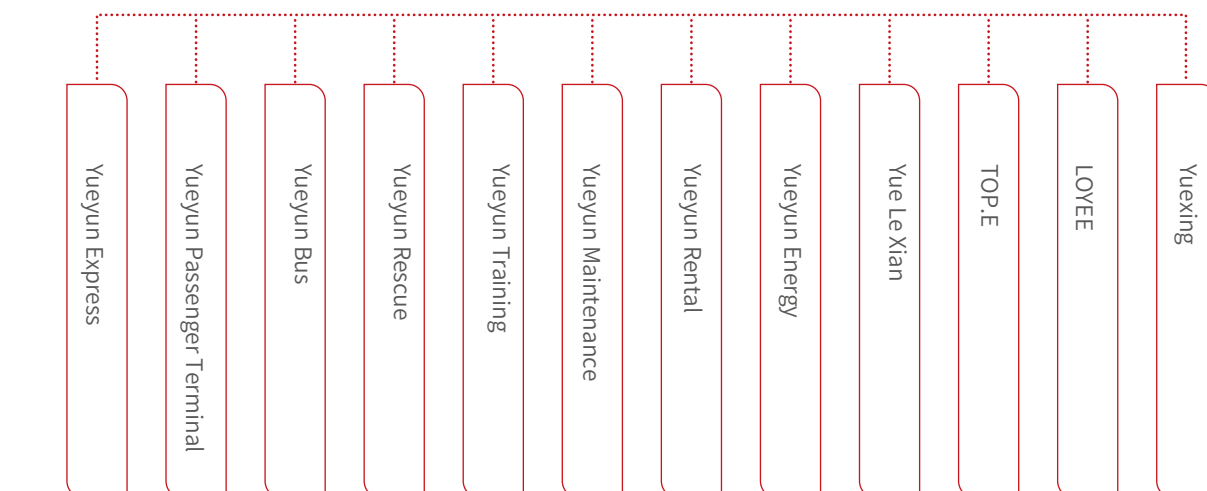 Yueyun Express
Yueyun Passenger Terminal
Yueyun Bus
Yueyun Rescue
Yueyun Training
Yueyun Maintenance
Yueyun Rental
Yueyun Energy
Yue Le Xian
TOP.E
LOYEE
Yuexing